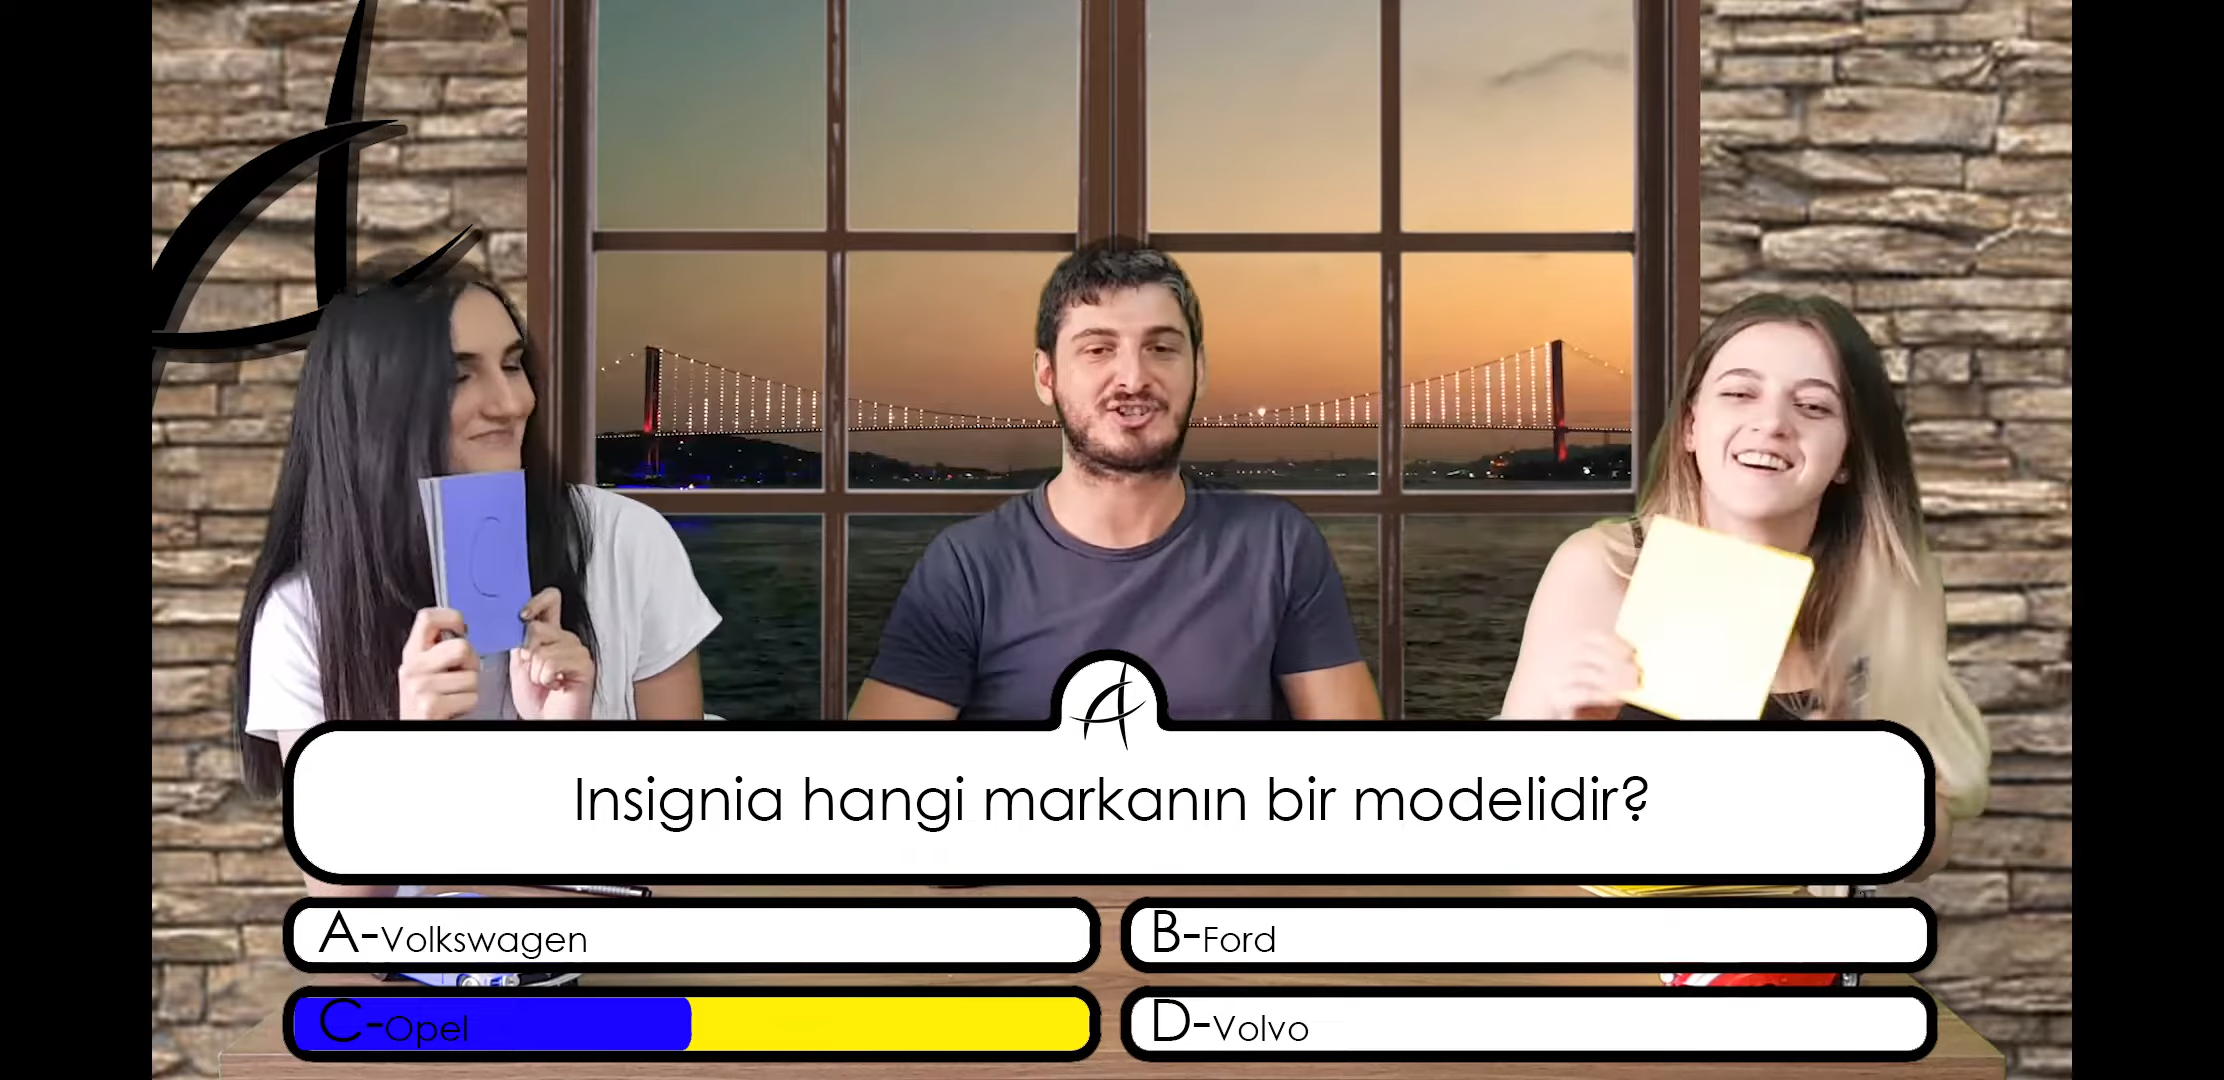 C
Insignia hangi markanın bir modelidir?
A-Volkswagen
B-Ford
C-Opel
D-Volvo